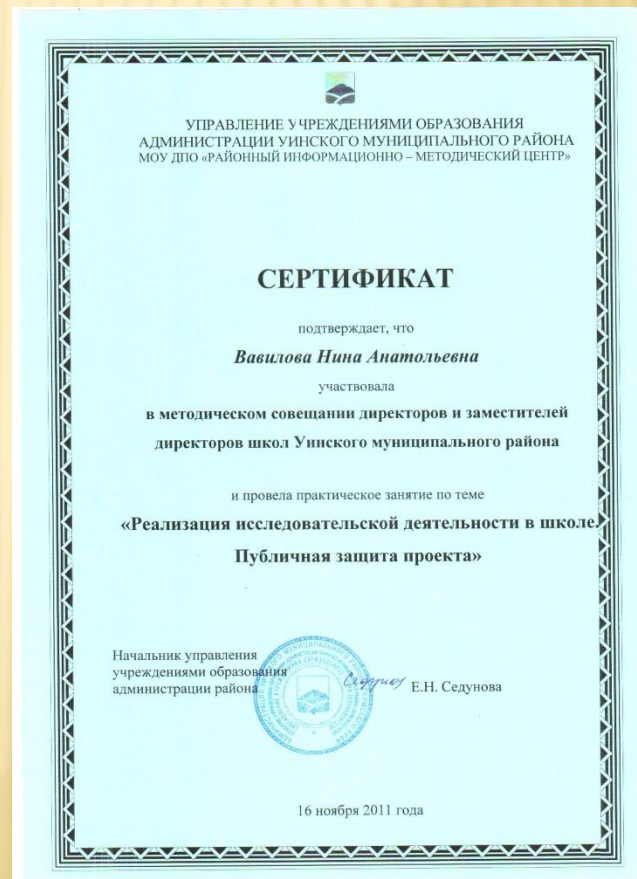 УПРАВЛЕНИЕ УЧРЕЖДЕНИЯМИ ОБРАЗОВАНИЯ
АДМИНИСТРАЦИИ УИНСКОГО МУНИЦИПАЛЬНОГО РАЙОНА
МОУ ДПО «РАЙОННЫЙ ИНФОРМАЦИОННО – МЕТОДИЧЕСКИЙ ЦЕНТР»
СЕРТИФИКАТ
подтверждает, что
Вавилова Нина Анатольевна
участвовала
в методическом совещании директоров и заместителей
директоров школ Уинского муниципального района
и провела практическое занятие по теме
«Реализация исследовательской деятельности в школе.
Публичная защита проекта»
Начальник управления
учреждениями образования
администрации района
Е.Н. Седунова
16 ноября 2011 года